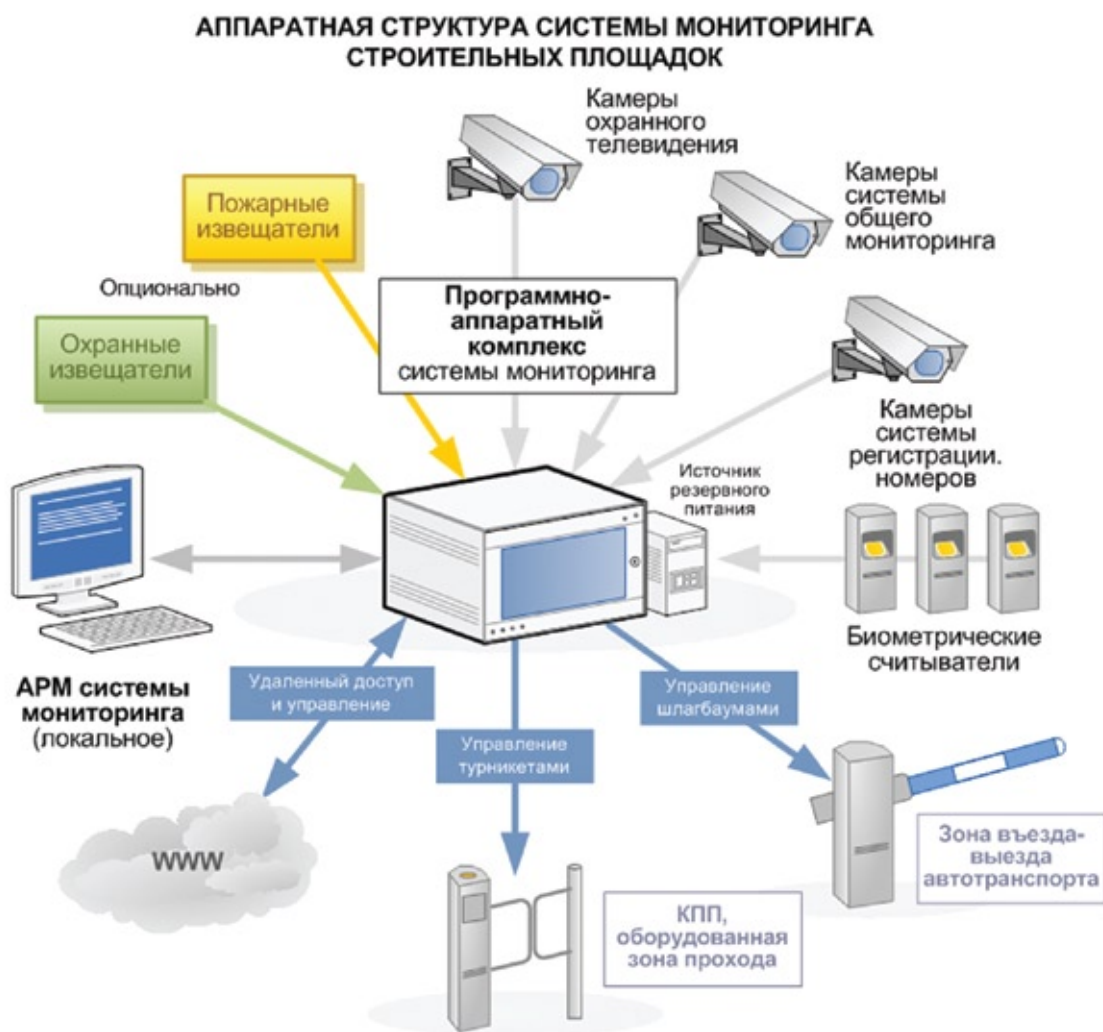 АППАРАТНАЯ СТРУКТУРА СИСТЕМЫ МОНИТОРИНГА
СТРОИТЕЛЬНЫХ ПЛОЩАДОК
Камеры
охранного
телевидения
Камеры
системы
общего
мониторинга
Пожарные
извещатели
Опционально
Охранные
извещатели
Программно-
аппаратный
комплекс
системы мониторинга
Камеры
системы
регистрации.
номеров
Источник
резервного
питания
Биометрические
считыватели
АРМ системы
мониторинга
(локальное)
Удаленный доступ
и управление
Управление
шлагбаумами
Управление
турникетами
www
Зона въезда-
выезда
автотранспорта
КПП,
оборудованная
зона прохода